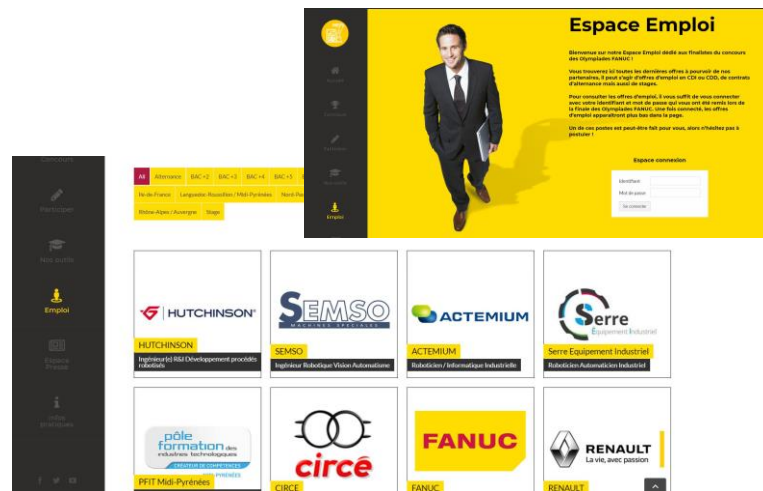 Espace Emploi
Bienvenue sur notre Espace Emploi dédié aux finalistes du concours
des Olympiades FANUC !
Vous trouverez ici toutes les dernières offres à pourvoir de nos
partenaires, il peut s'agir d'offres d'emploi en CDI ou CDD, de contrats
d'alternance mais aussi de stages.
Pour consulter les offres d'emploi, il vous suffit de vous connecter
avec votre identifiant et mot de passe qui vous ont été remis lors de
la finale des Olympiades FANUC. Une fois connecté, les offres
d'emploi apparaîtront plus bas dans la page.
Un de ces postes est peut-être fait pour vous, alors n'hésitez pas à
postuler !
Espace connexion
Identifiant
Mot de passe
Se connecter
Emploi
Concours
Participer
Nos outils
Emploi
Espace
Presse
Infos
pratiques
All Alternance BAC +2 BAC +3 BAC +4 BAC +5
Ile de France Languedoc-Roussillon / Midi Pyrénées
Rhône-Alpes / Auvergne Stage
HUTCHINSON
SEMSO
MACHINES SPECIALES
ACTEMIUM
Serre
Equipement Industriel
HUTCHINSON
Ingénieur(e) R&I Développement procédés
robotisés
SEMSO
Ingénieur Robotique Vision Automatisme
ACTEMIUM
Roboticien / Informatique Industrielle
Serre Equipement Industriel
Roboticien Automaticien Industriel
pôle
formation des
industries technologiques
CRÉATEUR DE COMPÉTENCES
PYRÉNÉES
PFIT Midi-Pyrénées
circé
CIRCE
FANUC
FANUC
RENAULT
La vie, avec passion
RENAULT